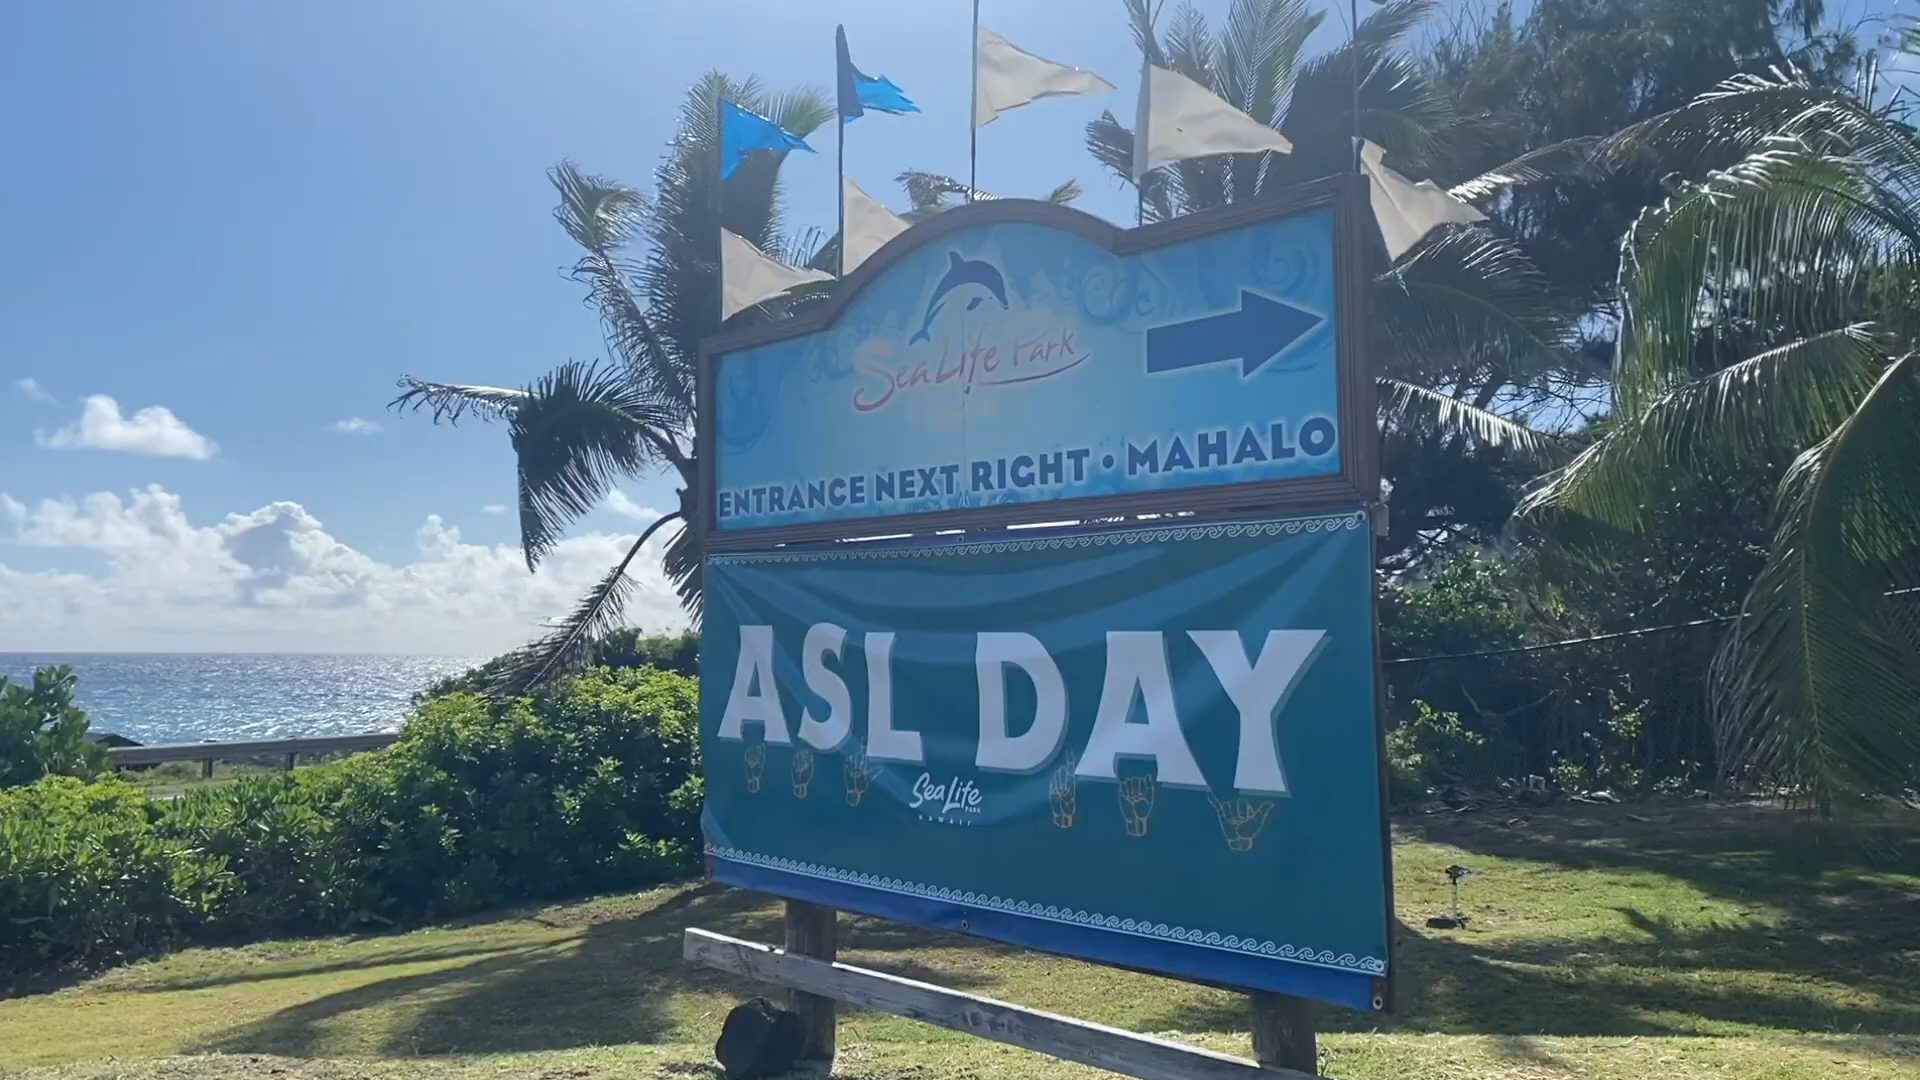 Sea Life Park
ENTRANCE NEXT RIGHT • MAHALO
ASL DAY
Sea Life
PARK
HAWAII